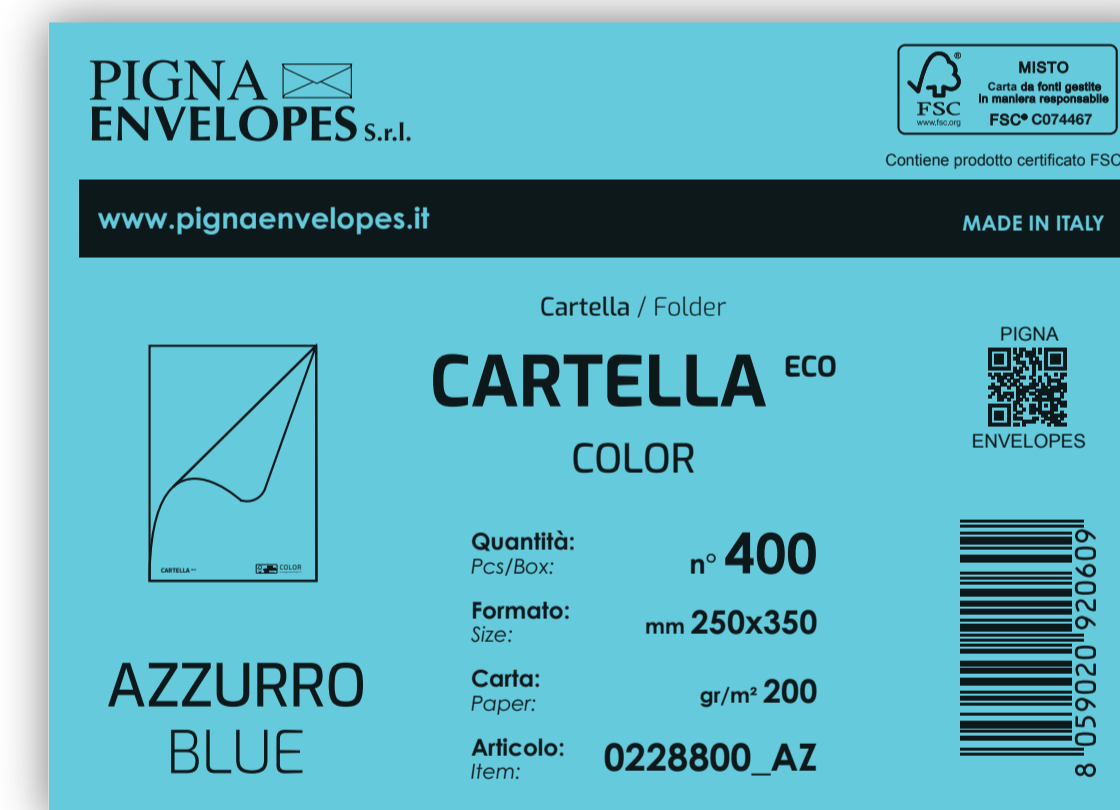 PIGNA
ENVELOPES S.r.l.
FSC
www.fsc.org
MISTO
Carta da fonti gestite
in maniera responsabile
FSC® C074467
Contiene prodotto certificato FSC
www.pignaenvelopes.it
MADE IN ITALY
Cartella / Folder
CARTELLA ECO
COLOR
PIGNA
ENVELOPES
CARTELLA ECO
COLOR
Quantità:
Pcs/Box:
n° 400
Formato:
Size:
mm 250x350
Carta:
Paper:
gr/m² 200
Articolo:
Item:
0228800_AZ
AZZURRO
BLUE
8 059020 920609